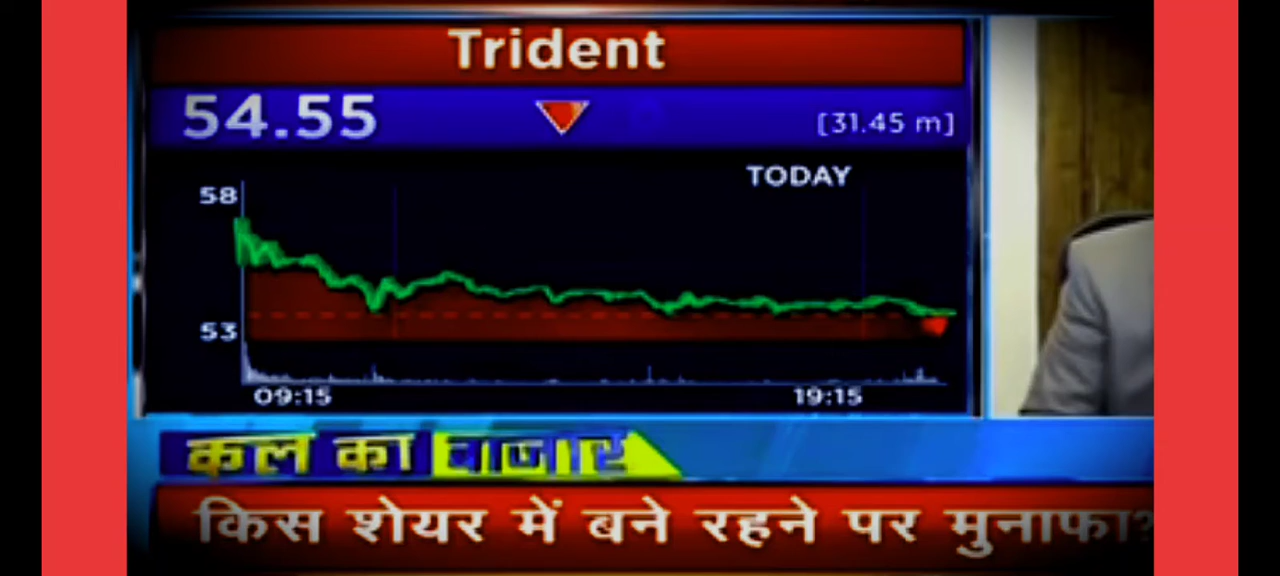 Trident
54.55 [31.45 m]
TODAY
58
53
09:15 19:15
कल का बाजार
किस शेयर में बने रहने पर मुनाफा?